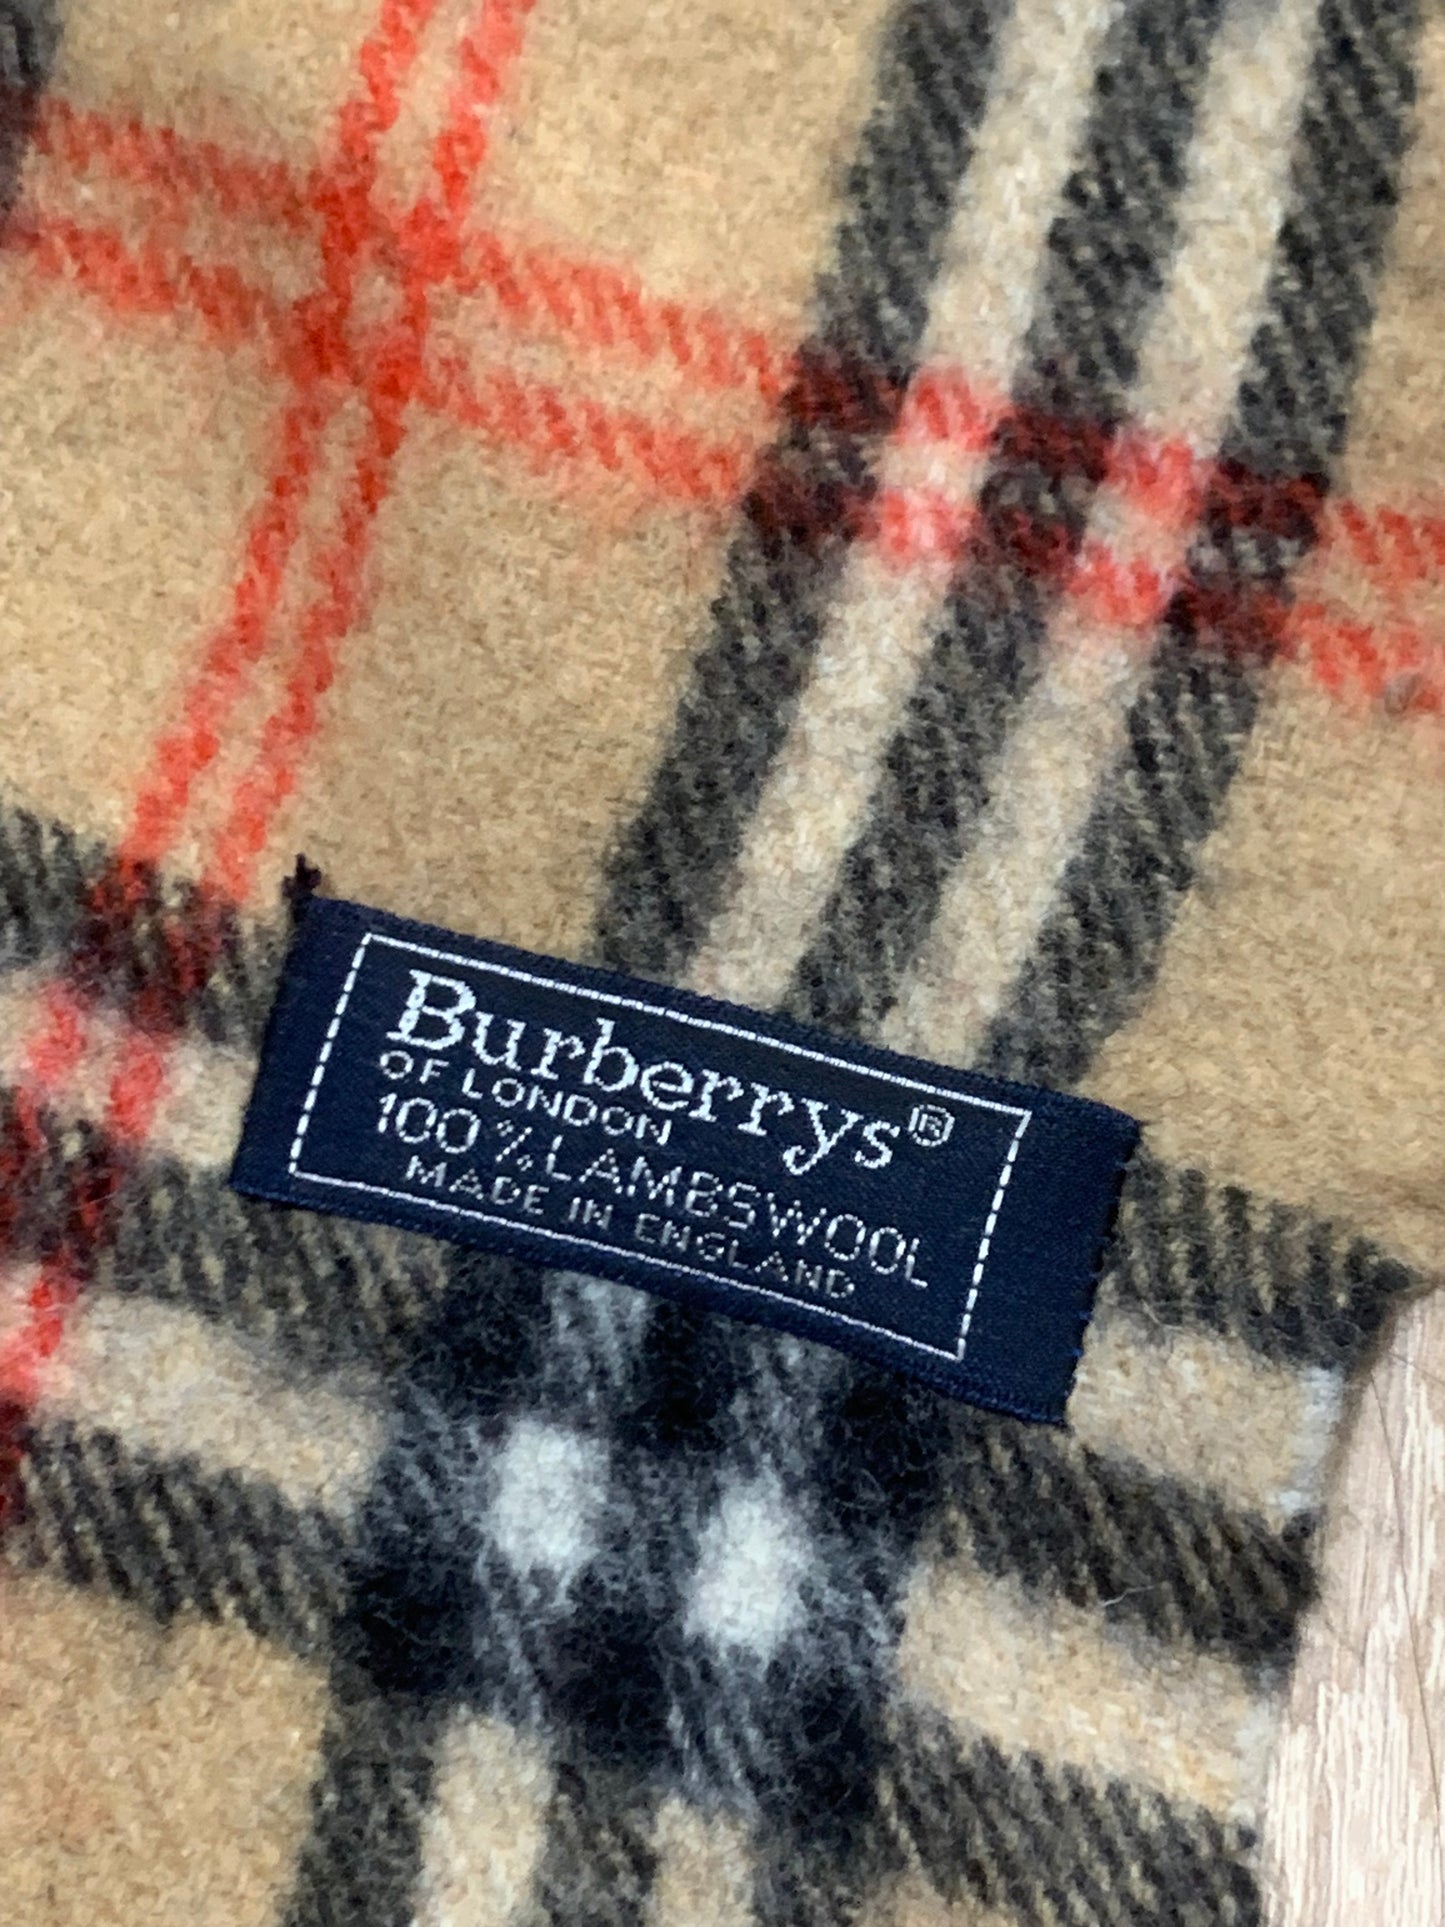 Burberrys®
OF LONDON
100% LAMBSWOOL
MADE IN ENGLAND